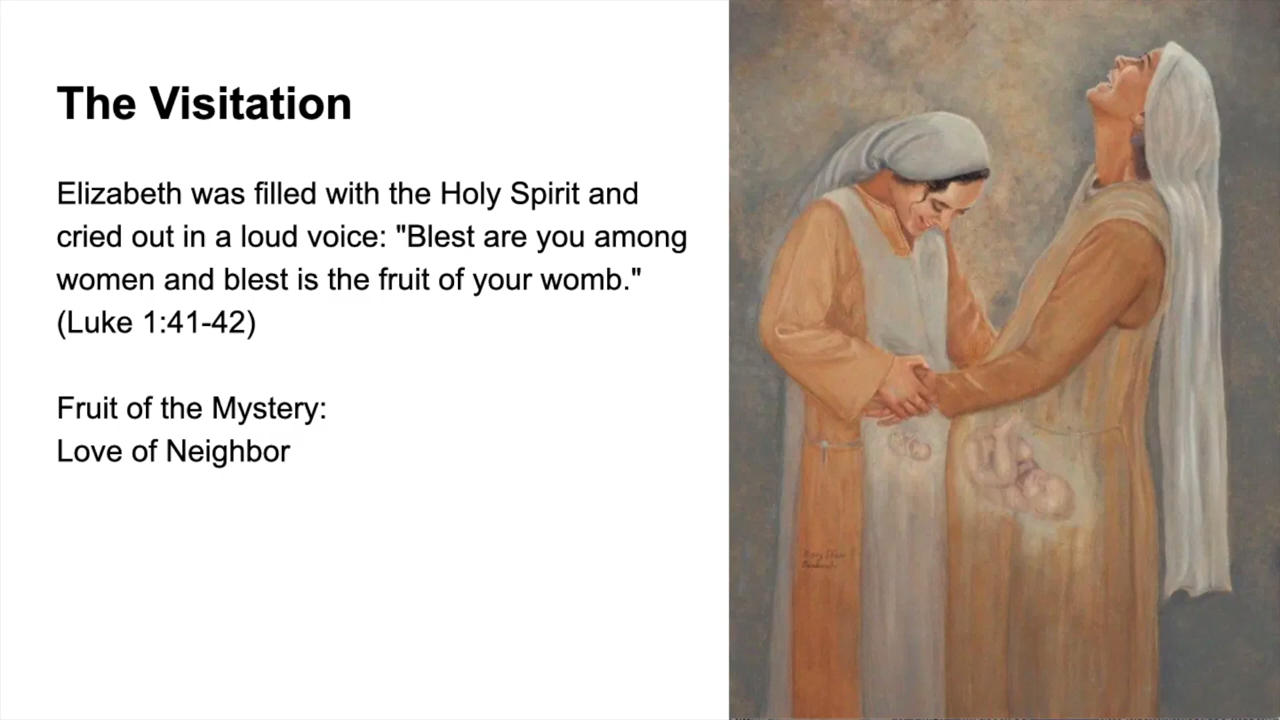 The Visitation
Elizabeth was filled with the Holy Spirit and
cried out in a loud voice: "Blest are you among
women and blest is the fruit of your womb."
(Luke 1:41-42)
Fruit of the Mystery:
Love of Neighbor